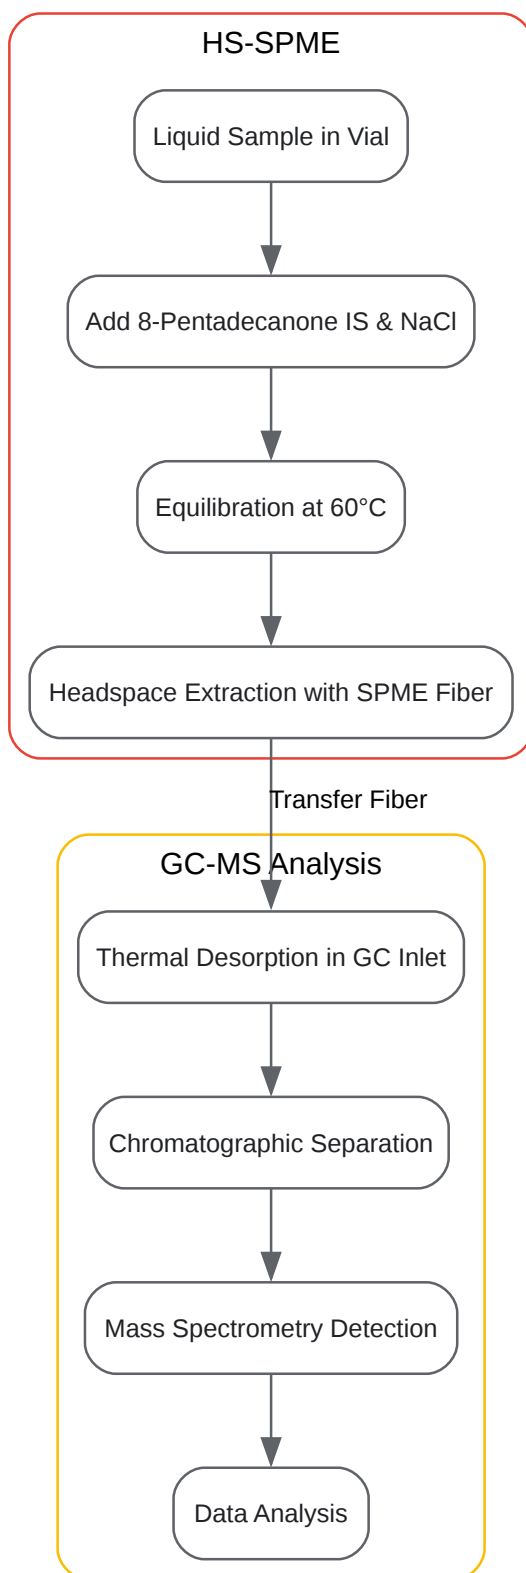 HS-SPME
Liquid Sample in Vial
Add 8-Pentadecanone IS & NaCl
Equilibration at 60°C
Headspace Extraction with SPME Fiber
Transfer Fiber
GC-MS Analysis
Thermal Desorption in GC Inlet
Chromatographic Separation
Mass Spectrometry Detection
Data Analysis